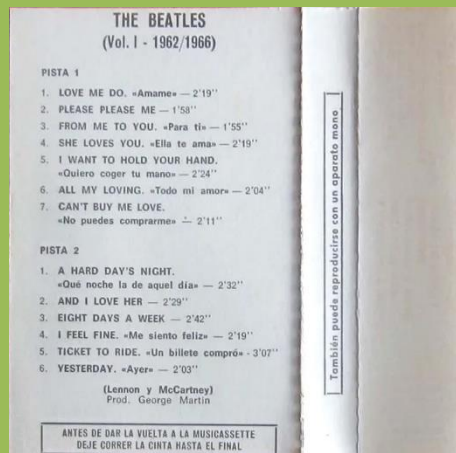 THE BEATLES
(Vol. I - 1962/1966)
PISTA 1
1. LOVE ME DO. «Amame» — 2'19''
2. PLEASE PLEASE ME — 1'58''
3. FROM ME TO YOU. «Para ti» — 1'55''
4. SHE LOVES YOU. «Ella te ama» — 2'19''
5. I WANT TO HOLD YOUR HAND.
«Quiero coger tu mano» — 2'24''
6. ALL MY LOVING. «Todo mi amor» — 2'04''
7. CAN'T BUY ME LOVE.
«No puedes comprarme» — 2'11''
PISTA 2
1. A HARD DAY'S NIGHT.
«Qué noche la de aquel día» — 2'32''
2. AND I LOVE HER — 2'29''
3. EIGHT DAYS A WEEK — 2'42''
4. I FEEL FINE. «Me siento feliz» — 2'19''
5. TICKET TO RIDE. «Un billete compró» - 3'07''
6. YESTERDAY. «Ayer» — 2'03''
(Lennon y McCartney)
Prod. George Martin
ANTES DE DAR LA VUELTA A LA MUSICASSETTE
DEJE CORRER LA CINTA HASTA EL FINAL
También puede reproducirse con un aparato mono